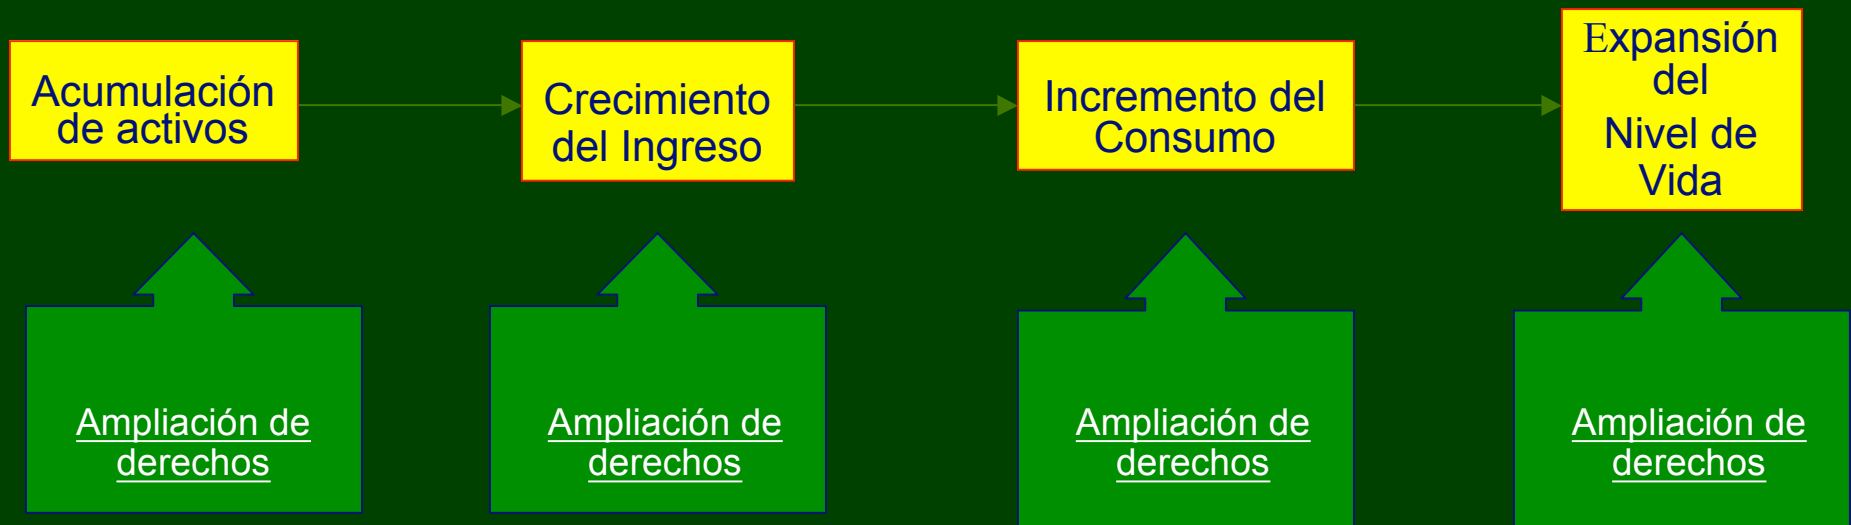 Acumulación
de activos
Crecimiento
del Ingreso
Incremento del
Consumo
Expansión
del
Nivel de
Vida
Ampliación de
derechos
Ampliación de
derechos
Ampliación de
derechos
Ampliación de
derechos